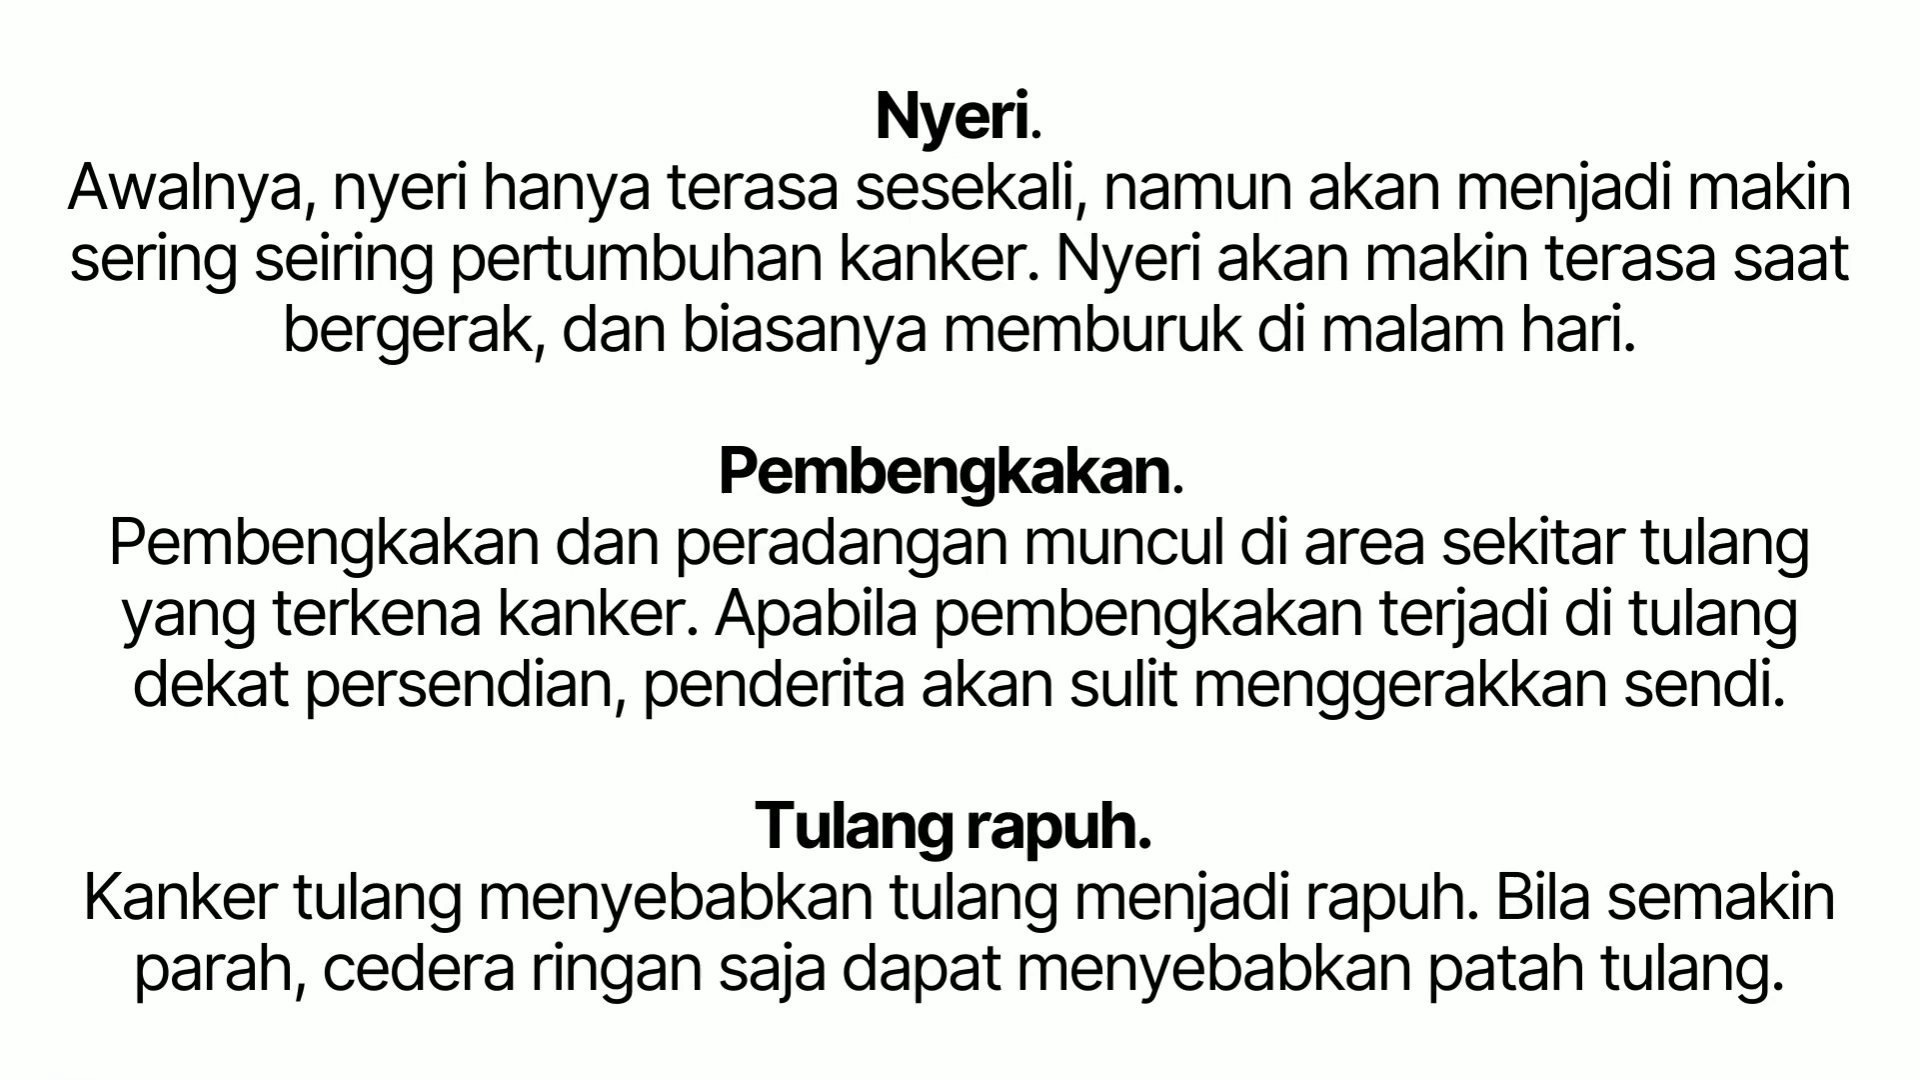 Nyeri.
Awalnya, nyeri hanya terasa sesekali, namun akan menjadi makin
sering seiring pertumbuhan kanker. Nyeri akan makin terasa saat
bergerak, dan biasanya memburuk di malam hari.
Pembengkakan.
Pembengkakan dan peradangan muncul di area sekitar tulang
yang terkena kanker. Apabila pembengkakan terjadi di tulang
dekat persendian, penderita akan sulit menggerakkan sendi.
Tulang rapuh.
Kanker tulang menyebabkan tulang menjadi rapuh. Bila semakin
parah, cedera ringan saja dapat menyebabkan patah tulang.